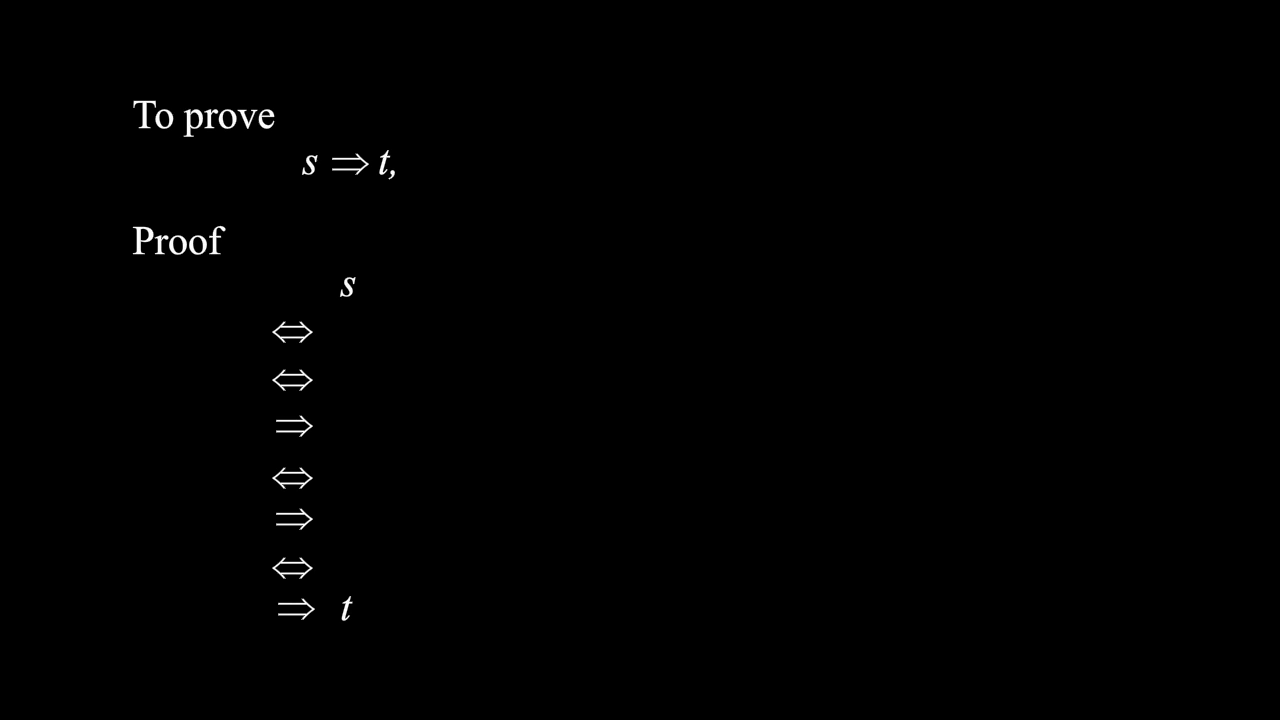 To prove
s ⇒ t,
Proof
s
⇔
⇔
⇒
⇔
⇒
⇔
⇒ t